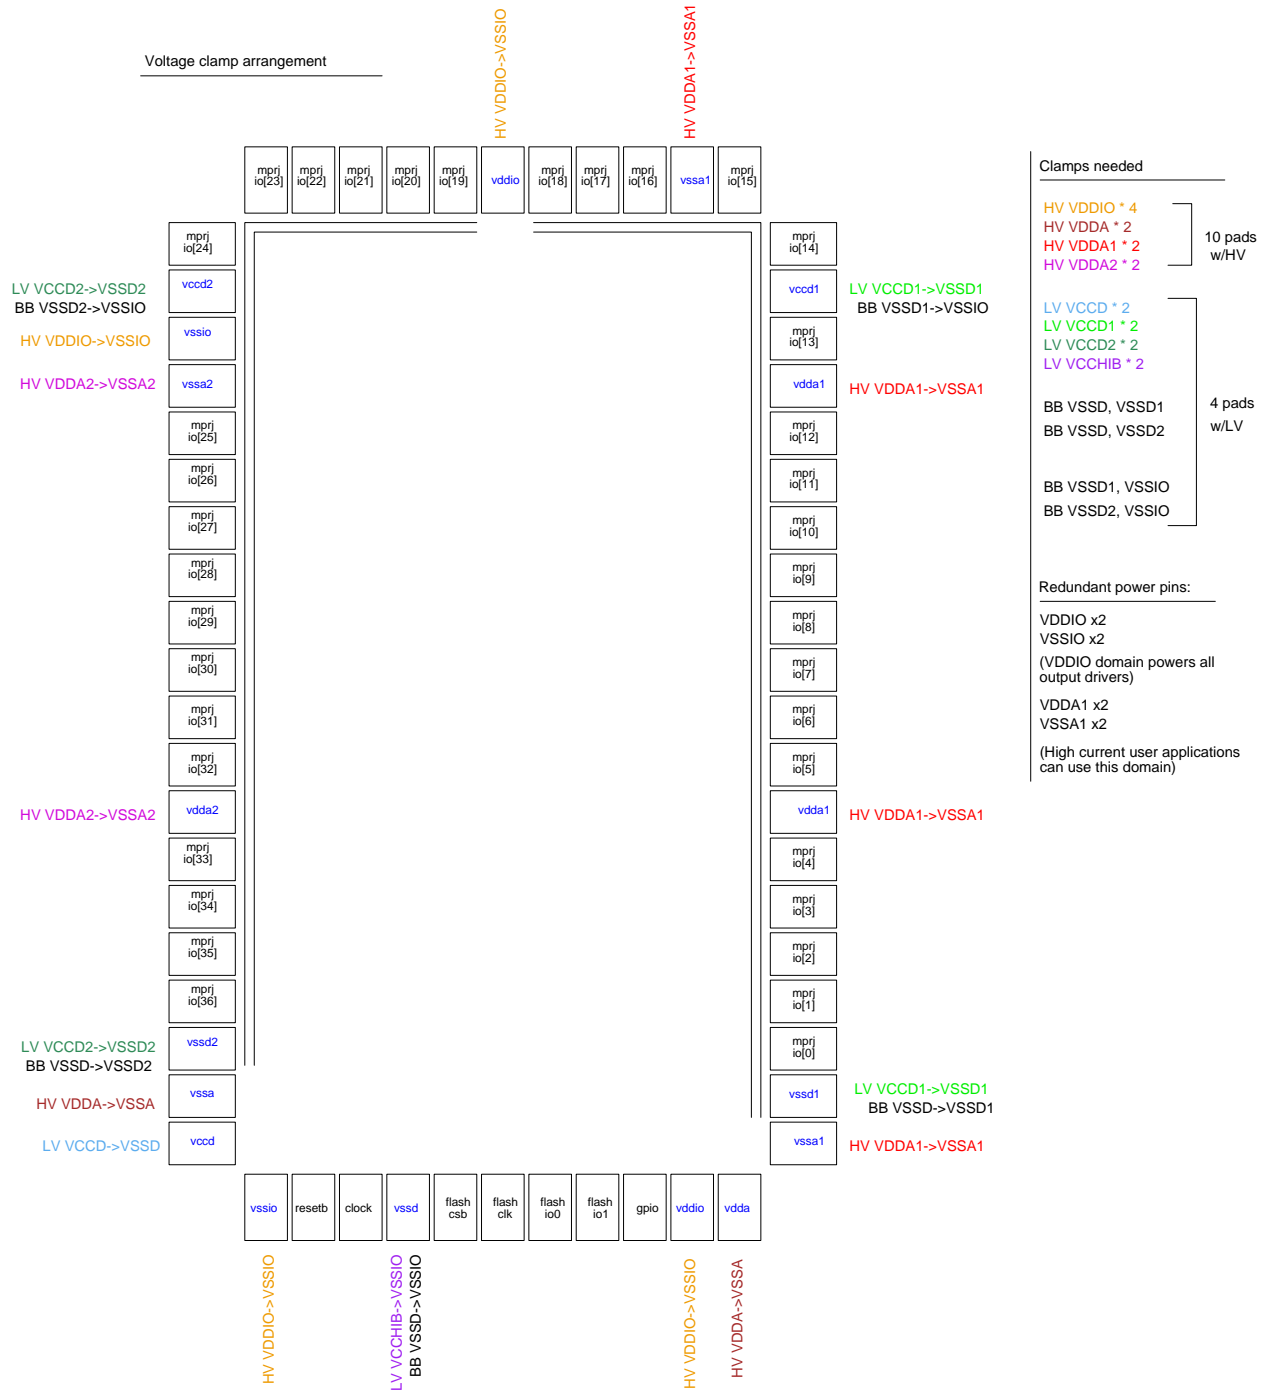 Voltage clamp arrangement
HV VDDIO->VSSIO
HV VDDA1->VSSA1
mprj
io[23]
mprj
io[22]
mprj
io[21]
mprj
io[20]
mprj
io[19]
vddio
mprj
io[18]
mprj
io[17]
mprj
io[16]
vssa1
mprj
io[15]
mprj
io[24]
LV VCCD2->VSSD2
BB VSSD2->VSSIO
vccd2
HV VDDIO->VSSIO
vssio
HV VDDA2->VSSA2
vssa2
mprj
io[25]
mprj
io[26]
mprj
io[27]
mprj
io[28]
mprj
io[29]
mprj
io[30]
mprj
io[31]
mprj
io[32]
HV VDDA2->VSSA2
vdda2
mprj
io[33]
mprj
io[34]
mprj
io[35]
mprj
io[36]
LV VCCD2->VSSD2
BB VSSD->VSSD2
vssd2
HV VDDA->VSSA
vssa
LV VCCD->VSSD
vccd
mprj
io[14]
vccd1
LV VCCD1->VSSD1
BB VSSD1->VSSIO
mprj
io[13]
vdda1
HV VDDA1->VSSA1
mprj
io[12]
mprj
io[11]
mprj
io[10]
mprj
io[9]
mprj
io[8]
mprj
io[7]
mprj
io[6]
mprj
io[5]
vdda1
HV VDDA1->VSSA1
mprj
io[4]
mprj
io[3]
mprj
io[2]
mprj
io[1]
mprj
io[0]
vssd1
LV VCCD1->VSSD1
BB VSSD->VSSD1
vssa1
HV VDDA1->VSSA1
vssio
resetb
clock
vssd
flash
csb
flash
clk
flash
io0
flash
io1
gpio
vddio
vdda
HV VDDIO->VSSIO
LV VCCHIB->VSSIO
BB VSSD->VSSIO
HV VDDIO->VSSIO
HV VDDA->VSSA
Clamps needed
HV VDDIO * 4
HV VDDA * 2
HV VDDA1 * 2
HV VDDA2 * 2
10 pads
w/HV
LV VCCD * 2
LV VCCD1 * 2
LV VCCD2 * 2
LV VCCHIB * 2
BB VSSD, VSSD1
BB VSSD, VSSD2
BB VSSD1, VSSIO
BB VSSD2, VSSIO
4 pads
w/LV
Redundant power pins:
VDDIO x2
VSSIO x2
(VDDIO domain powers all
output drivers)
VDDA1 x2
VSSA1 x2
(High current user applications
can use this domain)